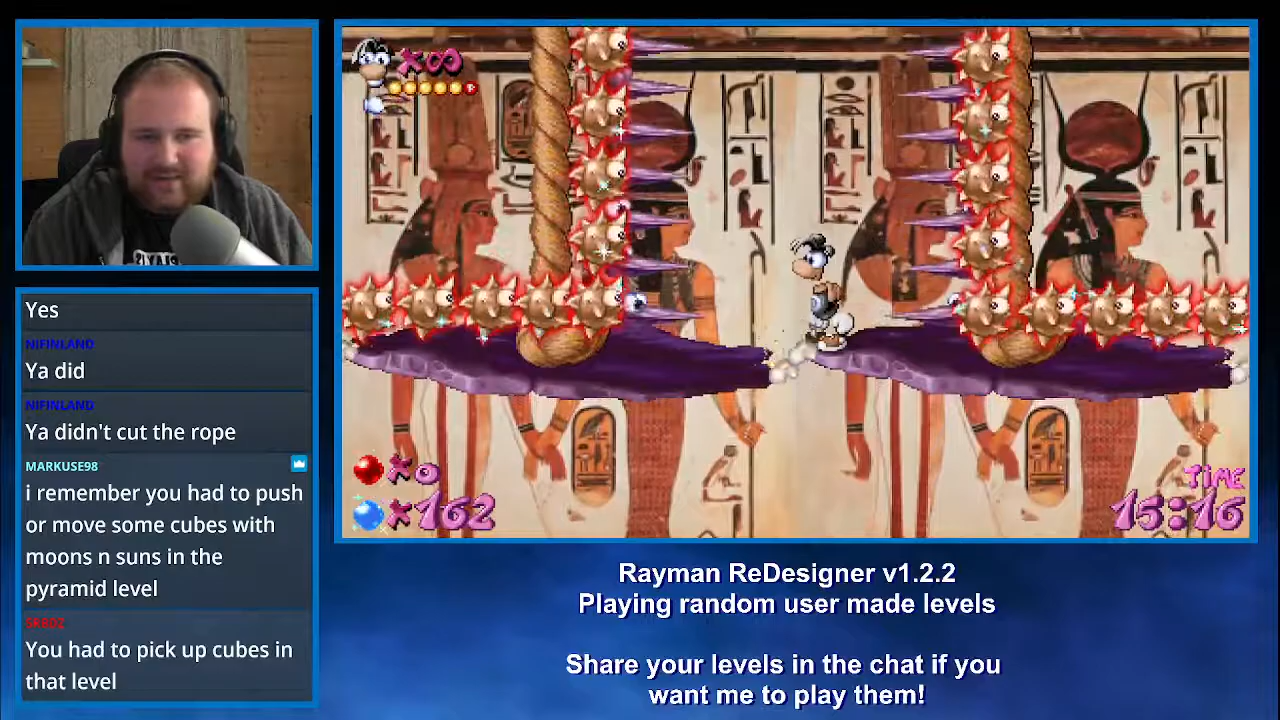 ×∞
Yes
NIFINLAND
Ya did
NIFINLAND
Ya didn't cut the rope
MARKUSE98
i remember you had to push
or move some cubes with
moons n suns in the
pyramid level
You had to pick up cubes in
that level
×0
×162
TIME
15:16
Rayman ReDesigner v1.2.2
Playing random user made levels
Share your levels in the chat if you
want me to play them!